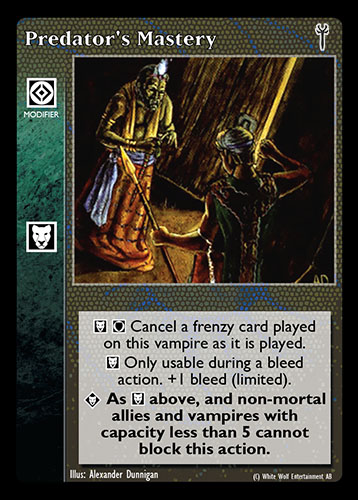 Predator's Mastery
MODIFIER
AD
Cancel a frenzy card played
on this vampire as it is played.
Only usable during a bleed
action. +1 bleed (limited).
As above, and non-mortal
allies and vampires with
capacity less than 5 cannot
block this action.
Illus: Alexander Dunnigan (C) White Wolf Entertainment AB